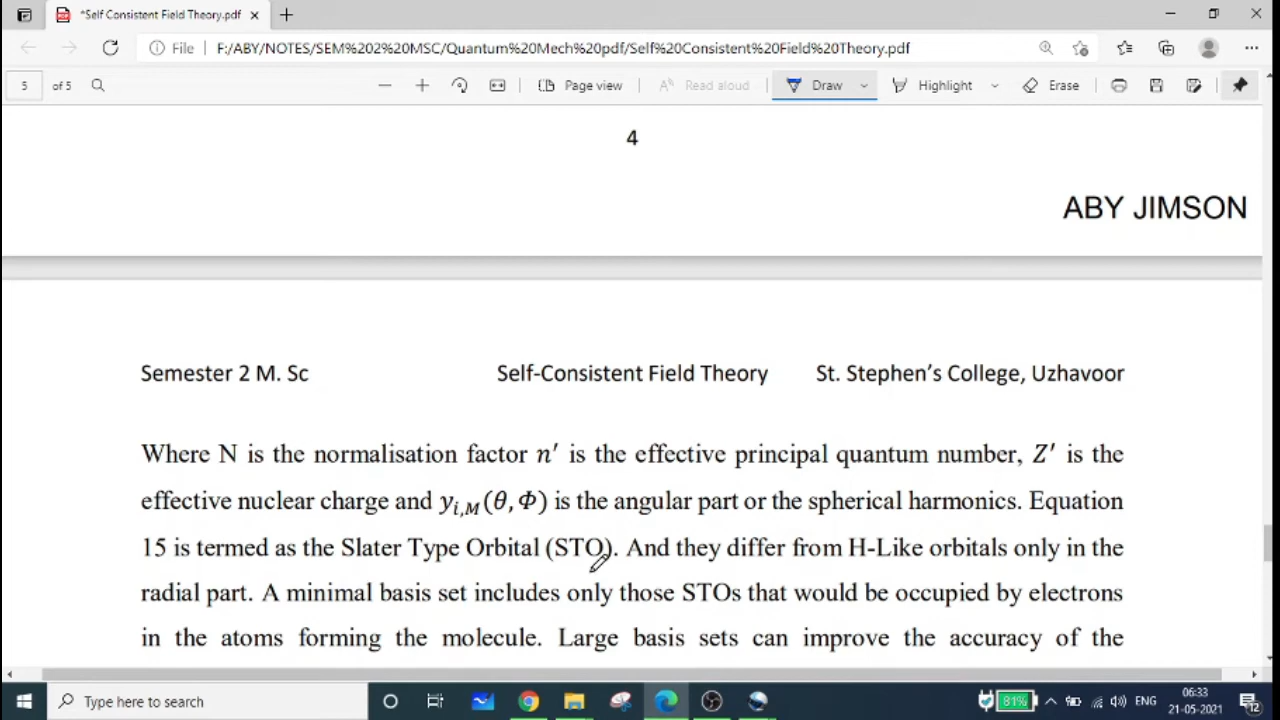 *Self Consistent Field Theory.pdf
File F:/ABY/NOTES/SEM%202%20MSC/Quantum%20Mech%20pdf/Self%20Consistent%20Field%20Theory.pdf
5 of 5 Page view Read aloud Draw Highlight Erase
4
ABY JIMSON
Semester 2 M. Sc Self-Consistent Field Theory St. Stephen’s College, Uzhavoor
Where N is the normalisation factor n′ is the effective principal quantum number, Z′ is the
effective nuclear charge and y_{i,M}(θ, Φ) is the angular part or the spherical harmonics. Equation
15 is termed as the Slater Type Orbital (STO). And they differ from H-Like orbitals only in the
radial part. A minimal basis set includes only those STOs that would be occupied by electrons
in the atoms forming the molecule. Large basis sets can improve the accuracy of the
Type here to search 81% ENG 06:33
21-05-2021 12